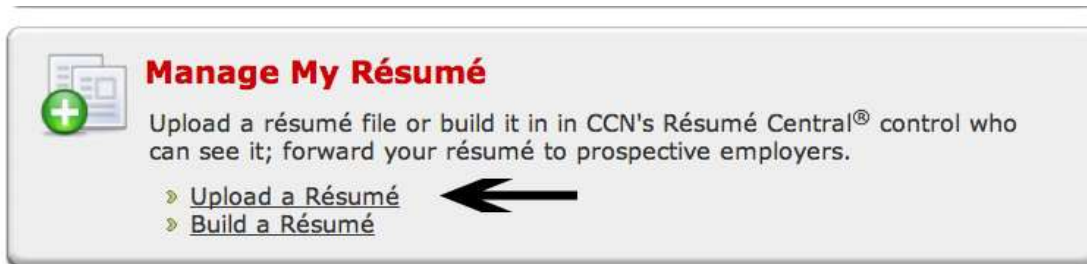 Manage My Résumé
Upload a résumé file or build it in in CCN's Résumé Central® control who
can see it; forward your résumé to prospective employers.
Upload a Résumé
Build a Résumé